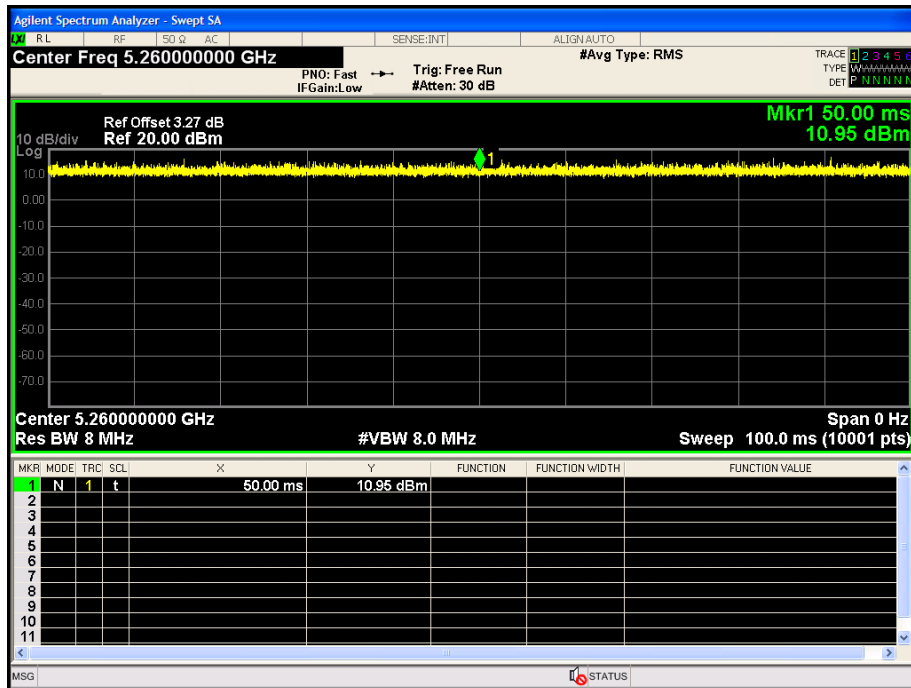 Agilent Spectrum Analyzer - Swept SA
LXI RL RF 50 Ω AC SENSE:INT ALIGN AUTO
Center Freq 5.260000000 GHz #Avg Type: RMS TRACE 1 2 3 4 5 6
PNO: Fast Trig: Free Run TYPE
IFGain:Low #Atten: 30 dB DET P N N N N
Mkr1 50.00 ms
Ref Offset 3.27 dB
10 dB/div Ref 20.00 dBm 10.95 dBm
Log
1
10.0
0.00
-10.0
-20.0
-30.0
-40.0
-50.0
-60.0
-70.0
Center 5.260000000 GHz Span 0 Hz
Res BW 8 MHz #VBW 8.0 MHz Sweep 100.0 ms (10001 pts)
MKR MODE TRC SCL X Y FUNCTION FUNCTION WIDTH FUNCTION VALUE
1 N 1 t 50.00 ms 10.95 dBm
2
3
4
5
6
7
8
9
10
11
MSG STATUS